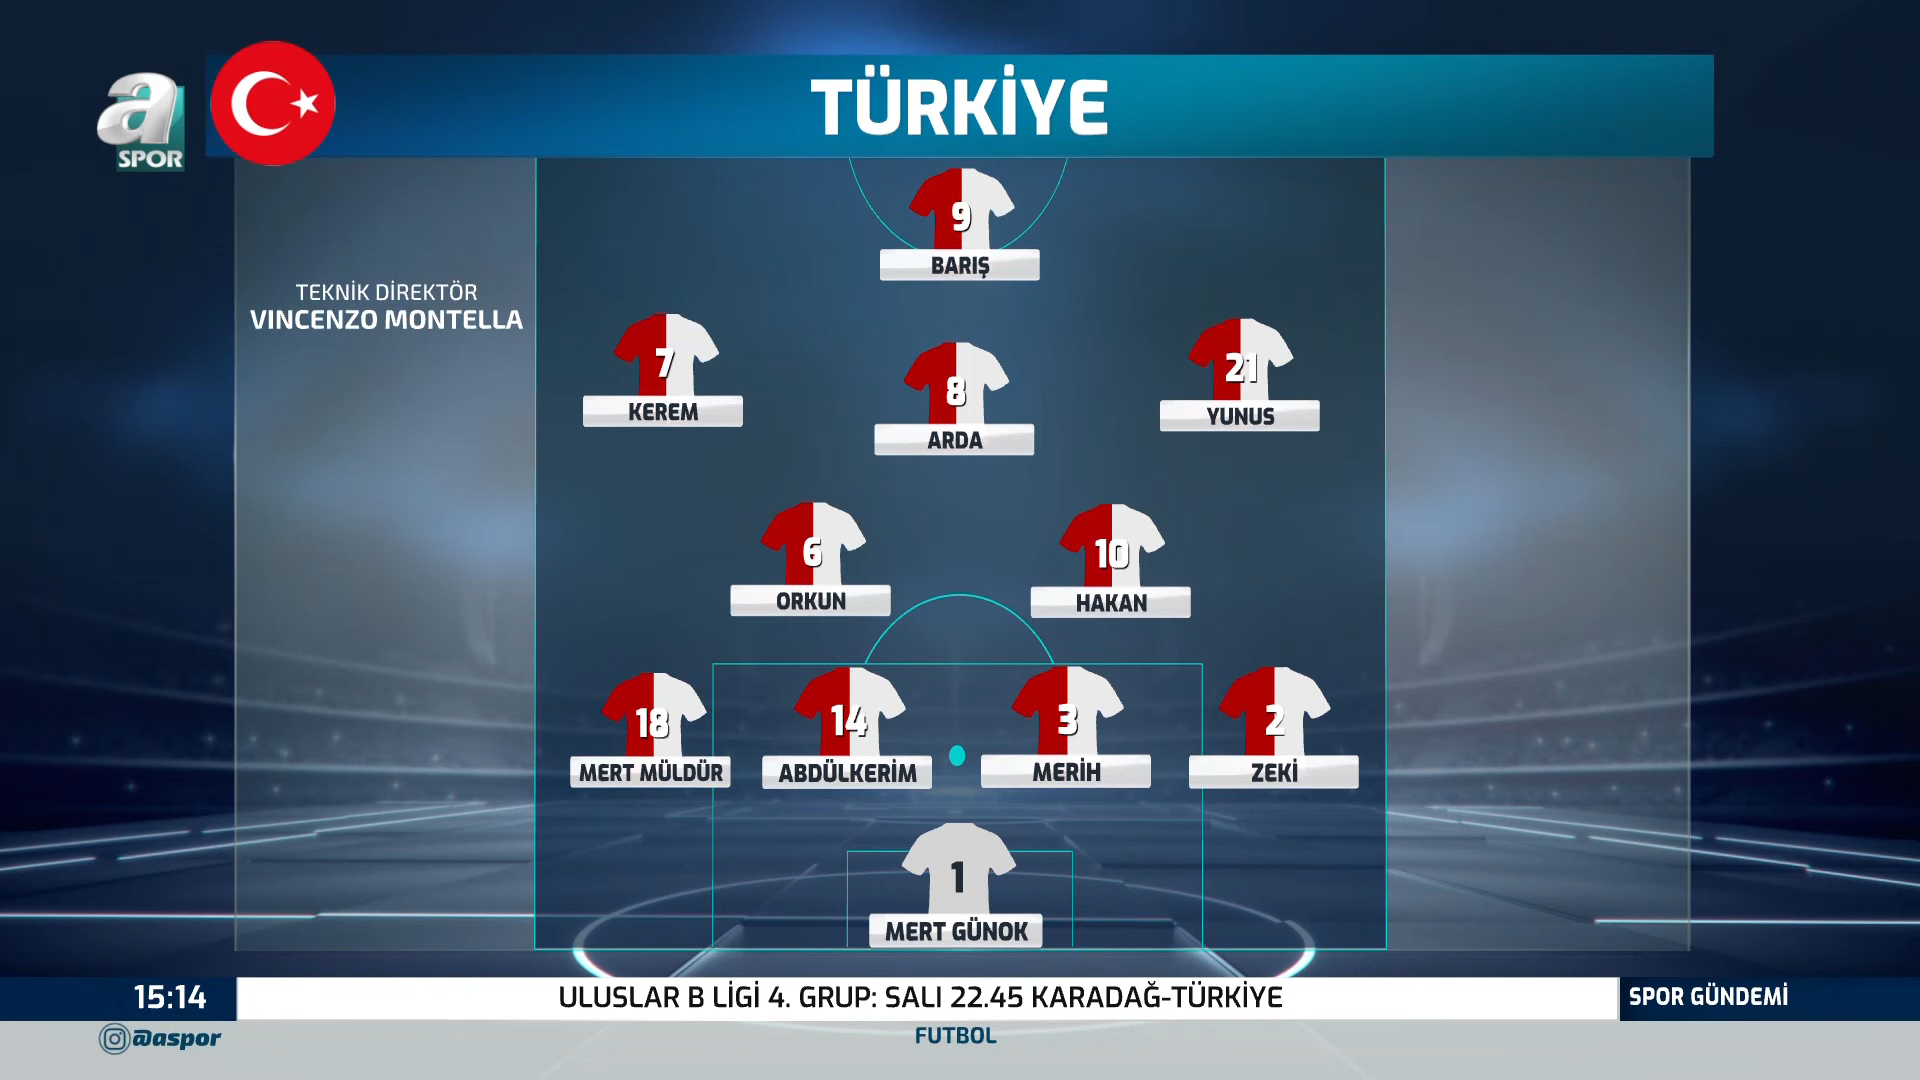 a
SPOR
TÜRKİYE
TEKNİK DİREKTÖR
VINCENZO MONTELLA
9
BARIŞ
7
KEREM
8
ARDA
21
YUNUS
6
ORKUN
10
HAKAN
18
MERT MÜLDÜR
14
ABDÜLKERİM
3
MERİH
2
ZEKİ
1
MERT GÜNOK
15:14
ULUSLAR B LİGİ 4. GRUP: SALI 22.45 KARADAĞ-TÜRKİYE
SPOR GÜNDEMİ
@aspor
FUTBOL